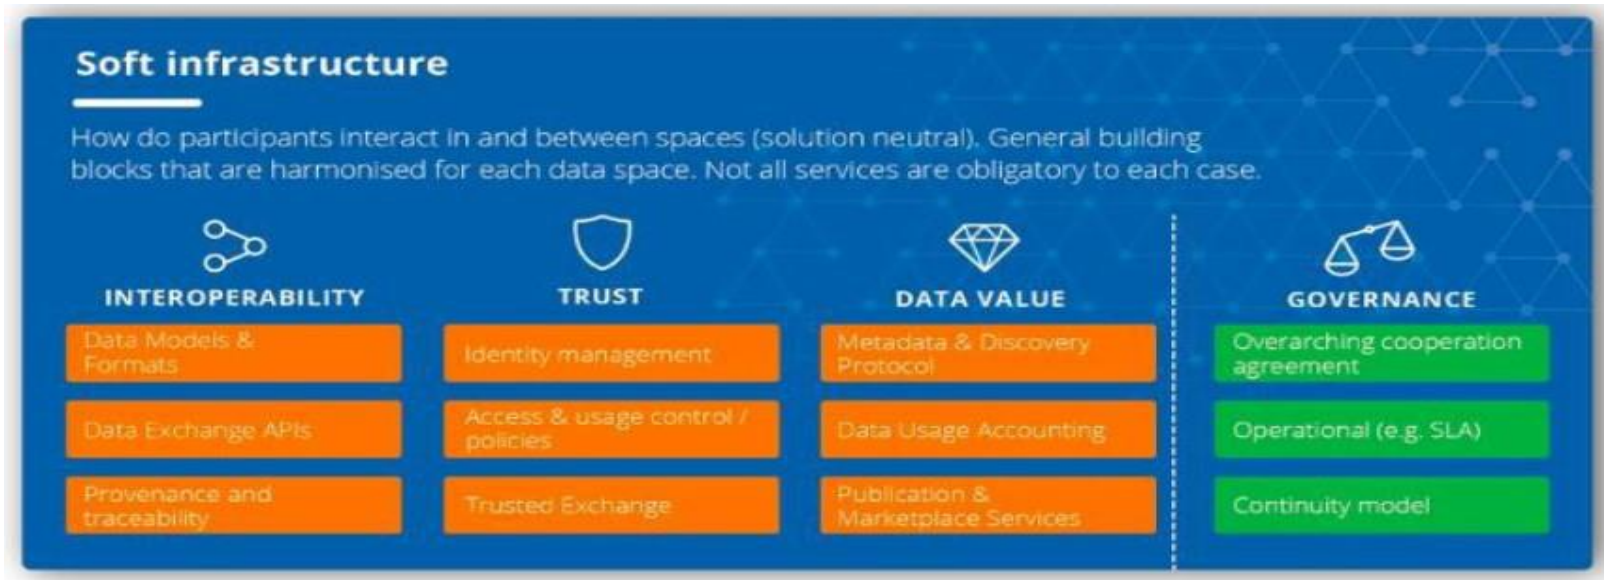 Soft infrastructure
How do participants interact in and between spaces (solution neutral). General building
blocks that are harmonised for each data space. Not all services are obligatory to each case.
INTEROPERABILITY
Data Models &
Formats
Data Exchange APIs
Provenance and
traceability
TRUST
Identity management
Access & usage control /
policies
Trusted Exchange
DATA VALUE
Metadata & Discovery
Protocol
Data Usage Accounting
Publication &
Marketplace Services
GOVERNANCE
Overarching cooperation
agreement
Operational (e.g. SLA)
Continuity model